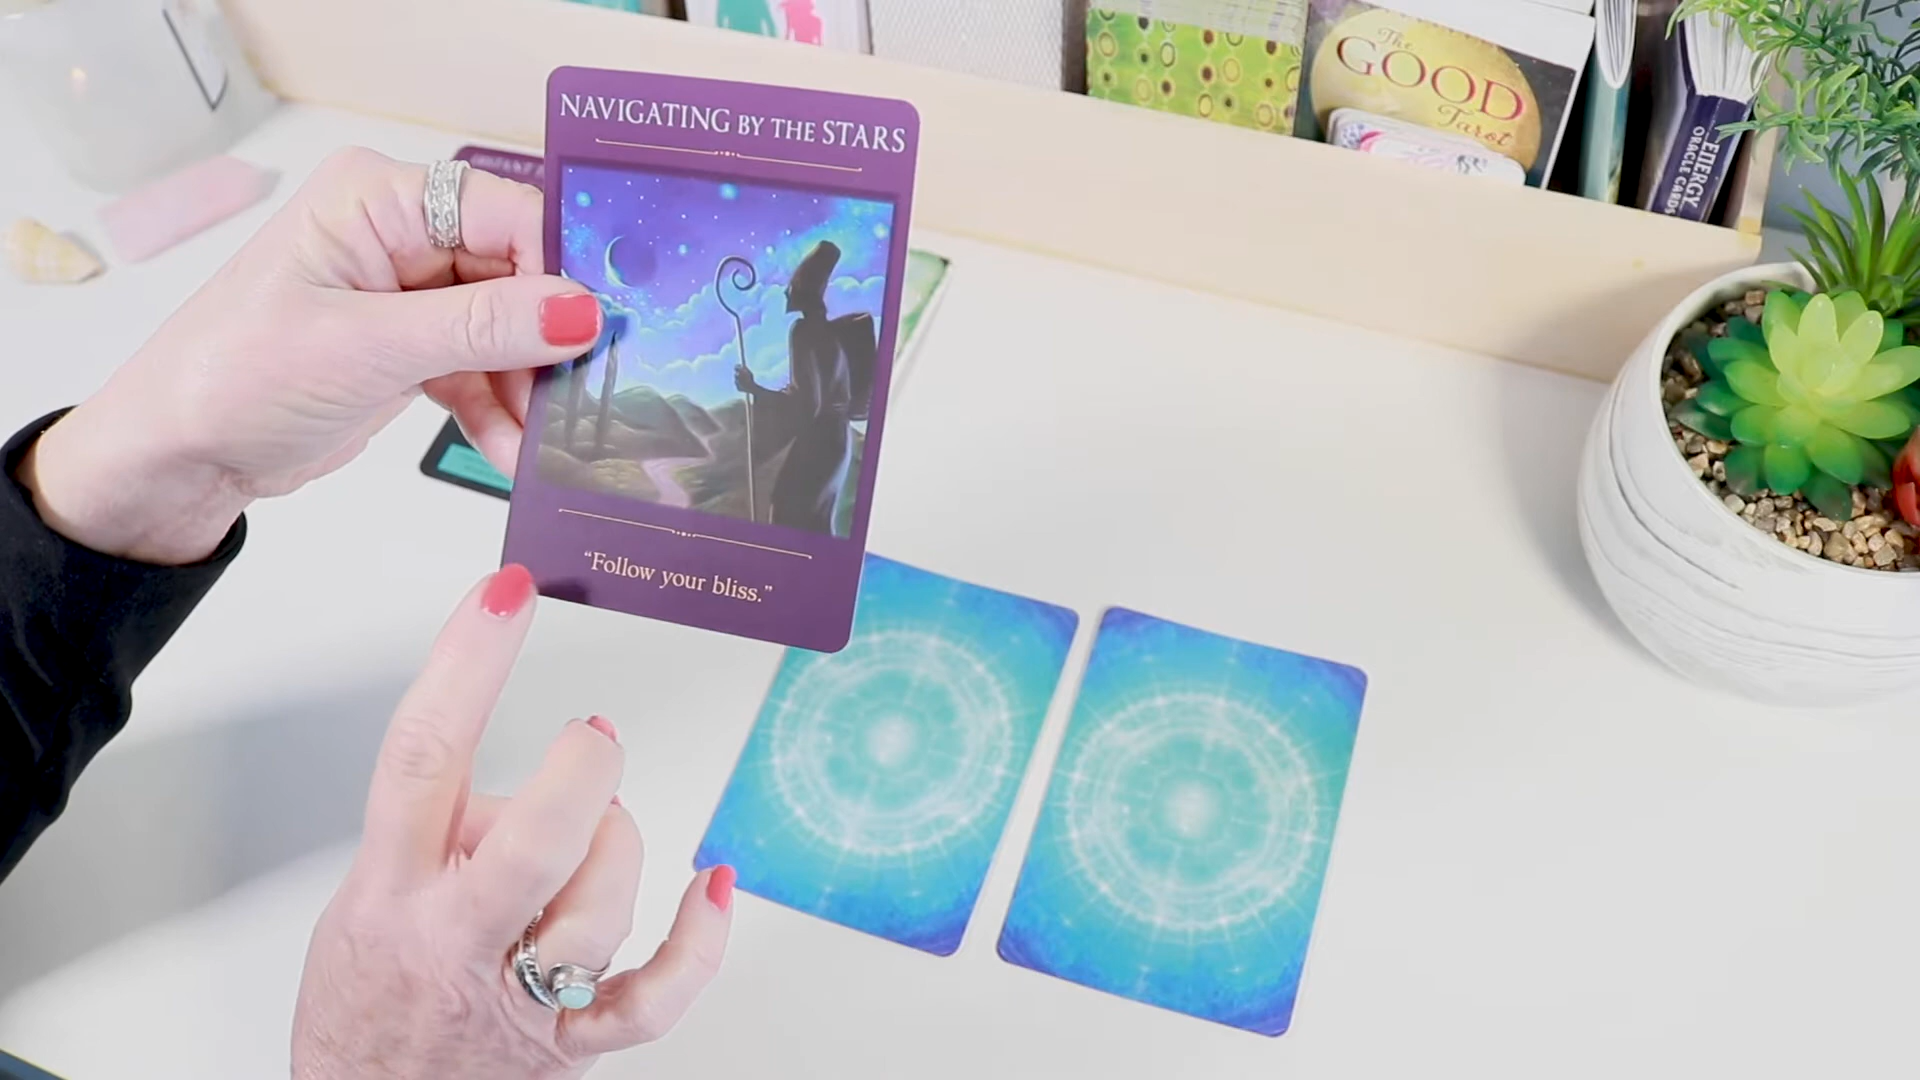 NAVIGATING BY THE STARS
"Follow your bliss."
The
GOOD
Tarot
ENERGY
ORACLE CARDS